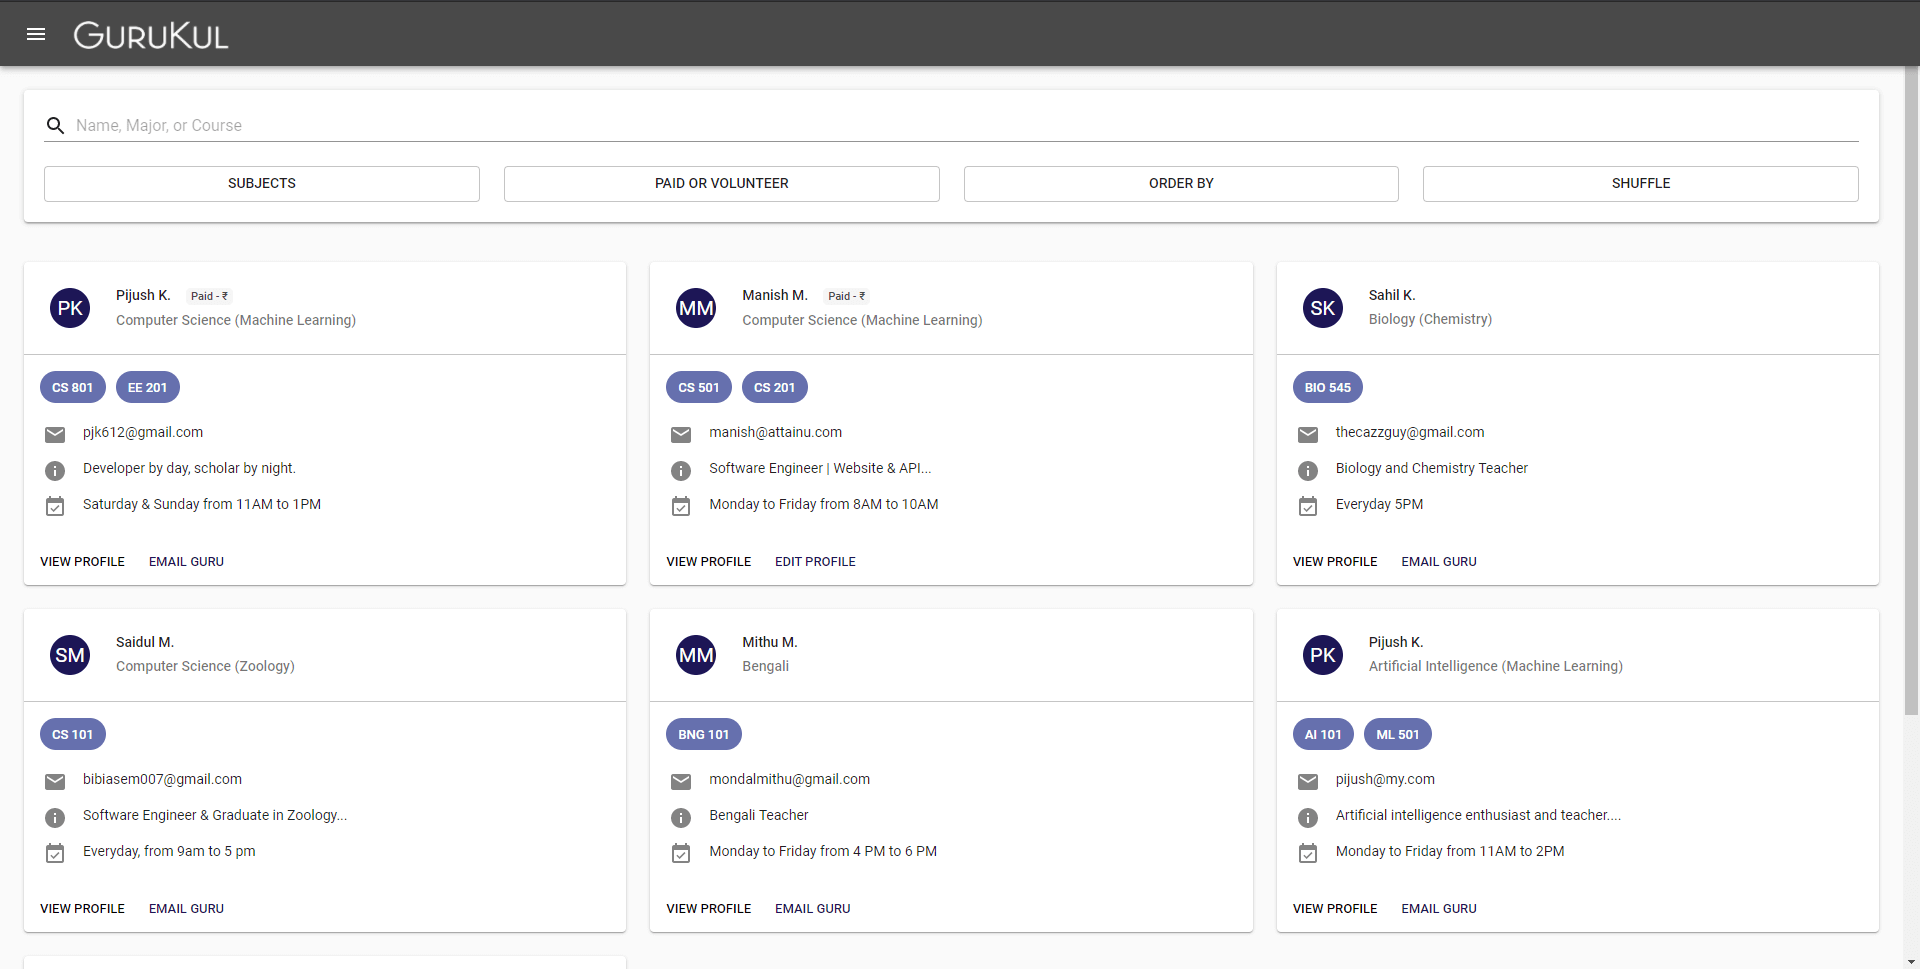 GURUKUL
Name, Major, or Course
SUBJECTS
PAID OR VOLUNTEER
ORDER BY
SHUFFLE
PK
Pijush K. Paid - ₹
Computer Science (Machine Learning)
CS 801 EE 201
pjk612@gmail.com
Developer by day, scholar by night.
Saturday & Sunday from 11AM to 1PM
VIEW PROFILE EMAIL GURU
MM
Manish M. Paid - ₹
Computer Science (Machine Learning)
CS 501 CS 201
manish@attainu.com
Software Engineer | Website & API...
Monday to Friday from 8AM to 10AM
VIEW PROFILE EDIT PROFILE
SK
Sahil K.
Biology (Chemistry)
BIO 545
thecazzguy@gmail.com
Biology and Chemistry Teacher
Everyday 5PM
VIEW PROFILE EMAIL GURU
SM
Saidul M.
Computer Science (Zoology)
CS 101
bibiasem007@gmail.com
Software Engineer & Graduate in Zoology...
Everyday, from 9am to 5 pm
VIEW PROFILE EMAIL GURU
MM
Mithu M.
Bengali
BNG 101
mondalmithu@gmail.com
Bengali Teacher
Monday to Friday from 4 PM to 6 PM
VIEW PROFILE EMAIL GURU
PK
Pijush K.
Artificial Intelligence (Machine Learning)
AI 101 ML 501
pijush@my.com
Artificial intelligence enthusiast and teacher....
Monday to Friday from 11AM to 2PM
VIEW PROFILE EMAIL GURU